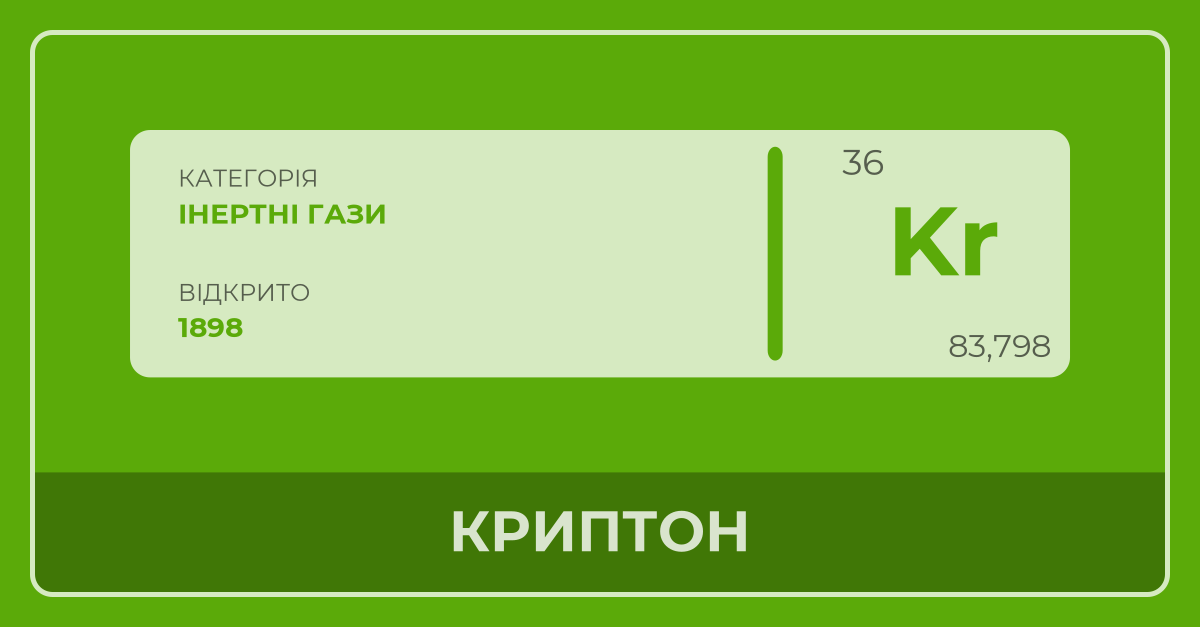 КАТЕГОРІЯ
ІНЕРТНІ ГАЗИ
ВІДКРИТО
1898
36
Kr
83,798
КРИПТОН